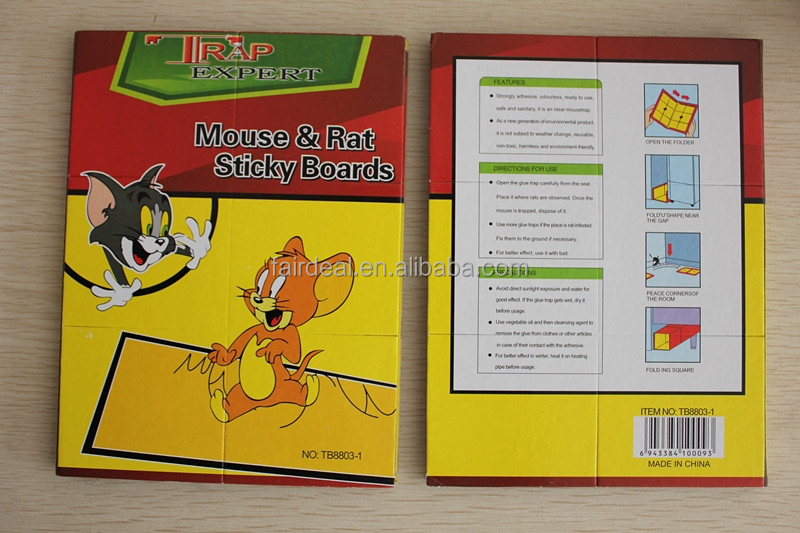 TRAP
EXPERT
Mouse & Rat
Sticky Boards
NO: TB8803-1
FEATURES
Strongly adhesive, odourless, ready to use,
safe and sanitary, it is an ideal mousetrap.
As a new generation of environmental product,
it is not subject to weather change, reusable,
non-toxic, harmless and environment friendly.
DIRECTIONS FOR USE
Open the glue trap carefully from the seal.
Place it where rats are observed. Once the
mouse is trapped, dispose of it.
Use more glue traps if the place is rat-infested.
Fix them to the ground if necessary.
For better effect, use it with bait.
Avoid direct sunlight exposure and water for
good effect. If the glue trap gets wet, dry it
before usage.
Use vegetable oil and then cleansing agent to
remove the glue from clothes or other articles
in case of their contact with the adhesive.
For better effect in winter, heat it on heating
pipe before usage.
OPEN THE FOLDER
FOLD'U'SHAPE NEAR
THE GAP
PEACE CORNERSOF
THE ROOM
FOLD ING SQUARE
ITEM NO: TB8803-1
6 943384 100093
MADE IN CHINA
fairdeal.en.alibaba.com